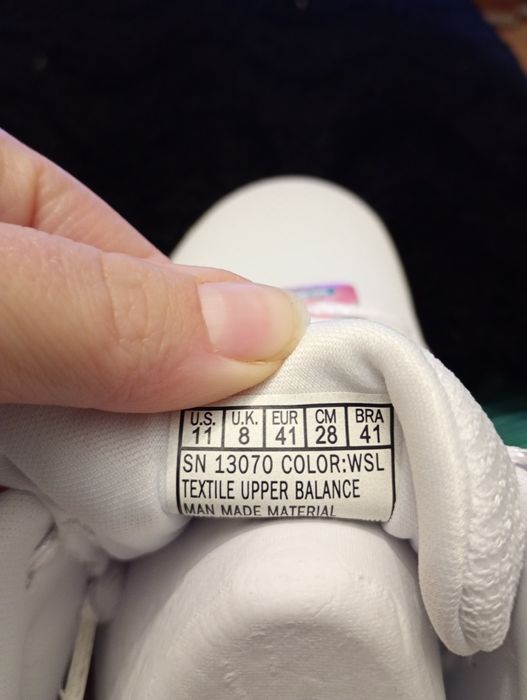 U.S. U.K. EUR CM BRA
11 8 41 28 41
SN 13070 COLOR:WSL
TEXTILE UPPER BALANCE
MAN MADE MATERIAL